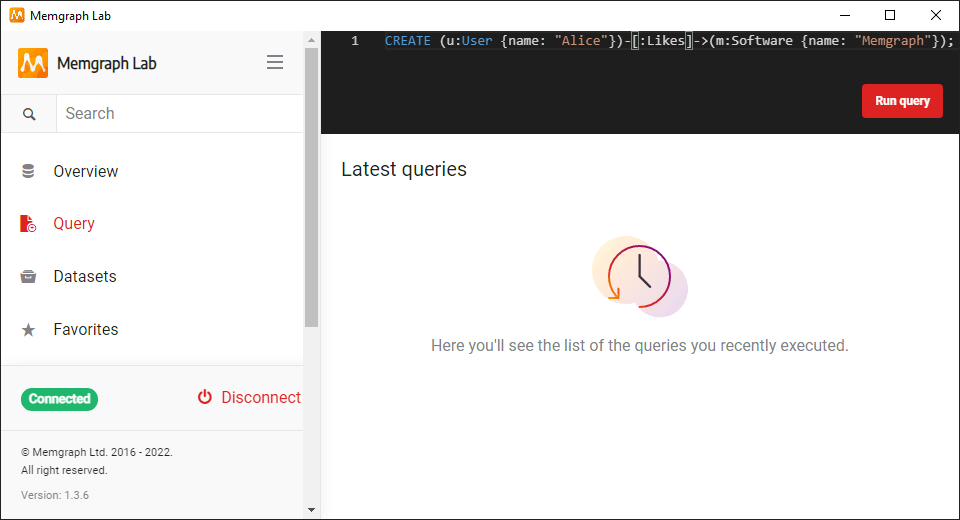 Memgraph Lab
Memgraph Lab
Search
Overview
Query
Datasets
Favorites
Connected
Disconnect
© Memgraph Ltd. 2016 - 2022.
All right reserved.
Version: 1.3.6
1 CREATE (u:User {name: "Alice"})-[:Likes]->(m:Software {name: "Memgraph"});
Run query
Latest queries
Here you'll see the list of the queries you recently executed.